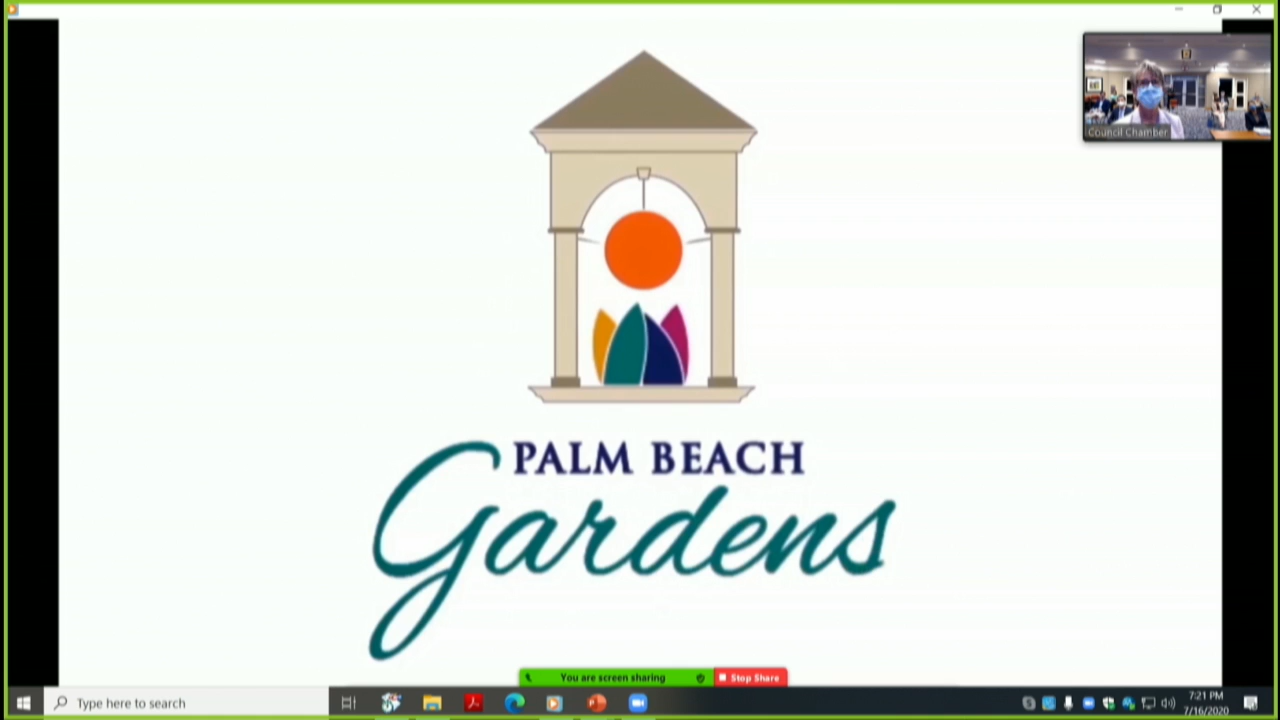 Council Chamber
PALM BEACH
Gardens
You are screen sharing
Stop Share
Type here to search
7:21 PM
7/16/2020